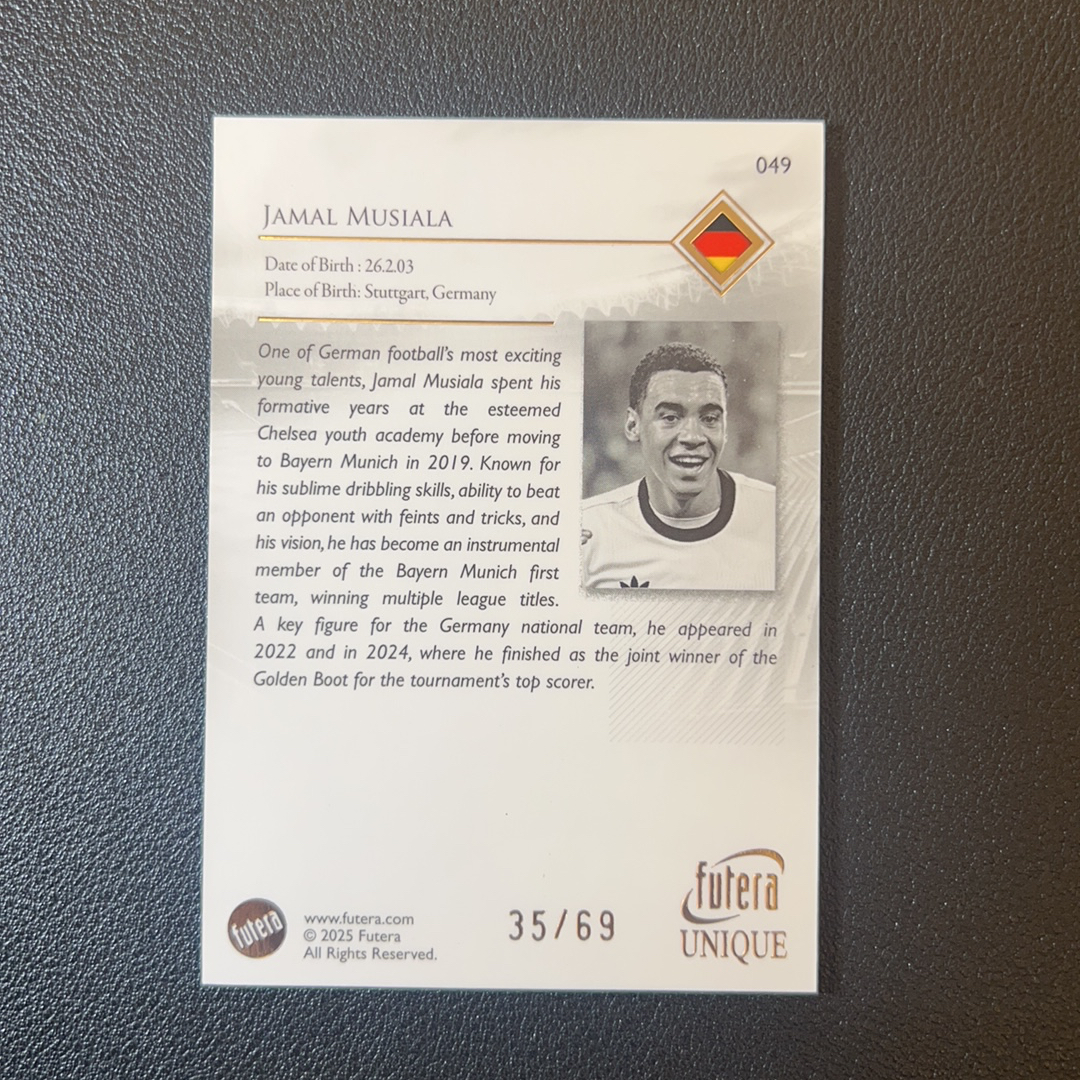 049
JAMAL MUSIALA
Date of Birth : 26.2.03
Place of Birth: Stuttgart, Germany
One of German football's most exciting
young talents, Jamal Musiala spent his
formative years at the esteemed
Chelsea youth academy before moving
to Bayern Munich in 2019. Known for
his sublime dribbling skills, ability to beat
an opponent with feints and tricks, and
his vision, he has become an instrumental
member of the Bayern Munich first
team, winning multiple league titles.
A key figure for the Germany national team, he appeared in
2022 and in 2024, where he finished as the joint winner of the
Golden Boot for the tournament's top scorer.
futera
www.futera.com
© 2025 Futera
All Rights Reserved.
35/69
futera
UNIQUE